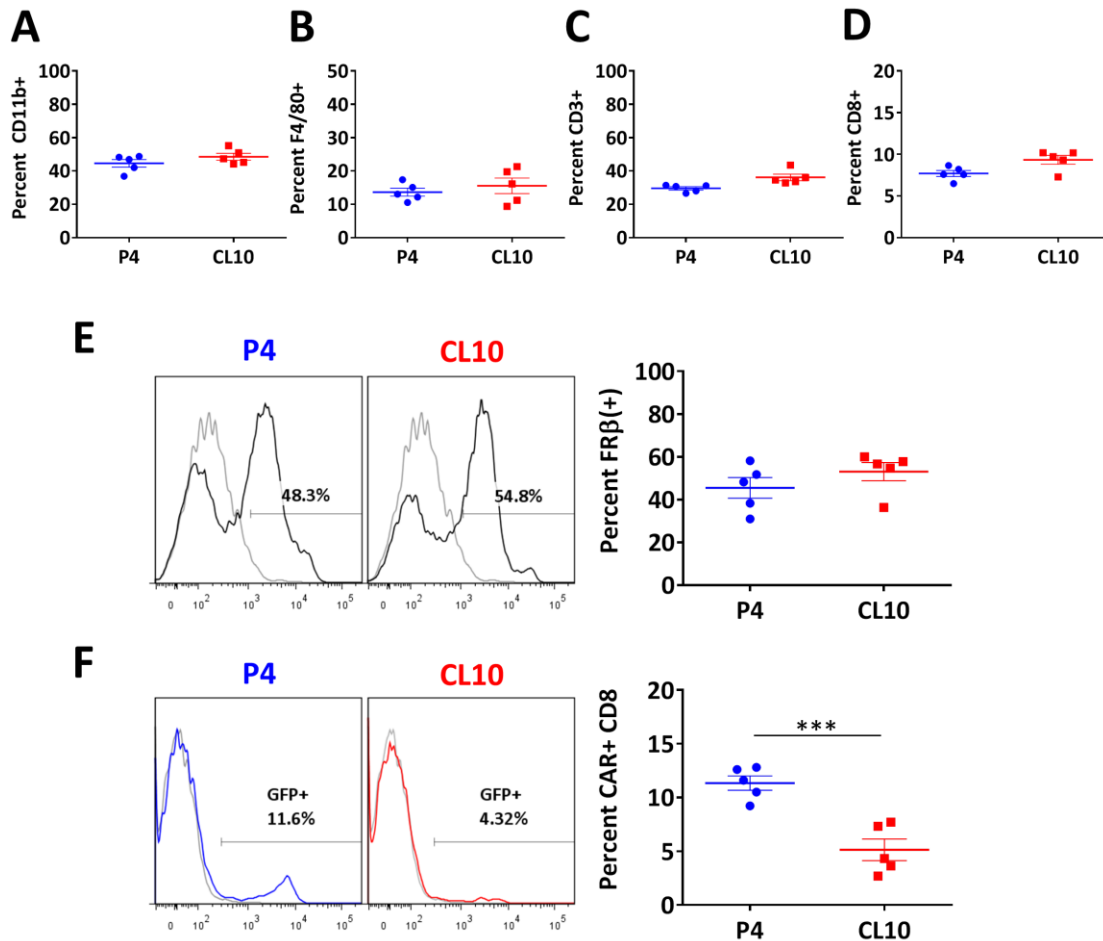 A
B
C
D
Percent CD11b+
100
80
60
40
20
0
P4
CL10
Percent F4/80+
50
40
30
20
10
0
P4
CL10
Percent CD3+
100
80
60
40
20
0
P4
CL10
Percent CD8+
20
15
10
5
0
P4
CL10
E
P4
CL10
48.3%
54.8%
0 10² 10³ 10⁴ 10⁵
0 10² 10³ 10⁴ 10⁵
Percent FRβ(+)
100
80
60
40
20
0
P4
CL10
F
P4
CL10
GFP+
11.6%
GFP+
4.32%
0 10² 10³ 10⁴ 10⁵
0 10² 10³ 10⁴ 10⁵
Percent CAR+ CD8
20
15
10
5
0
***
P4
CL10